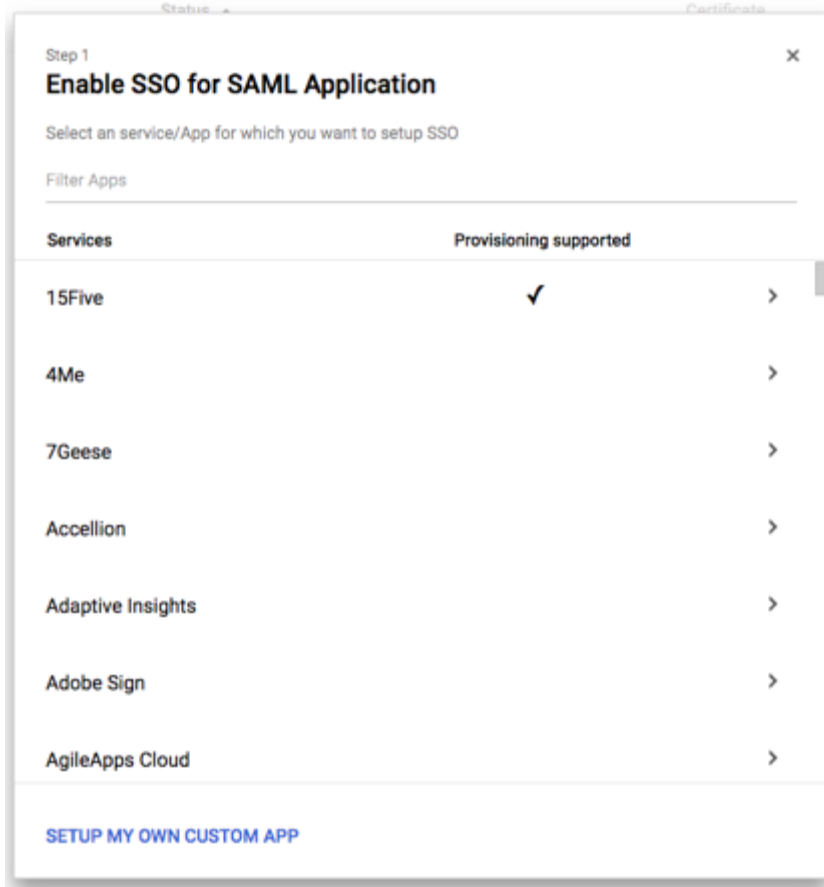 Status
Certificate
Step 1
Enable SSO for SAML Application
Select an service/App for which you want to setup SSO
Filter Apps
Services Provisioning supported
15Five
4Me
7Geese
Accellion
Adaptive Insights
Adobe Sign
AgileApps Cloud
SETUP MY OWN CUSTOM APP